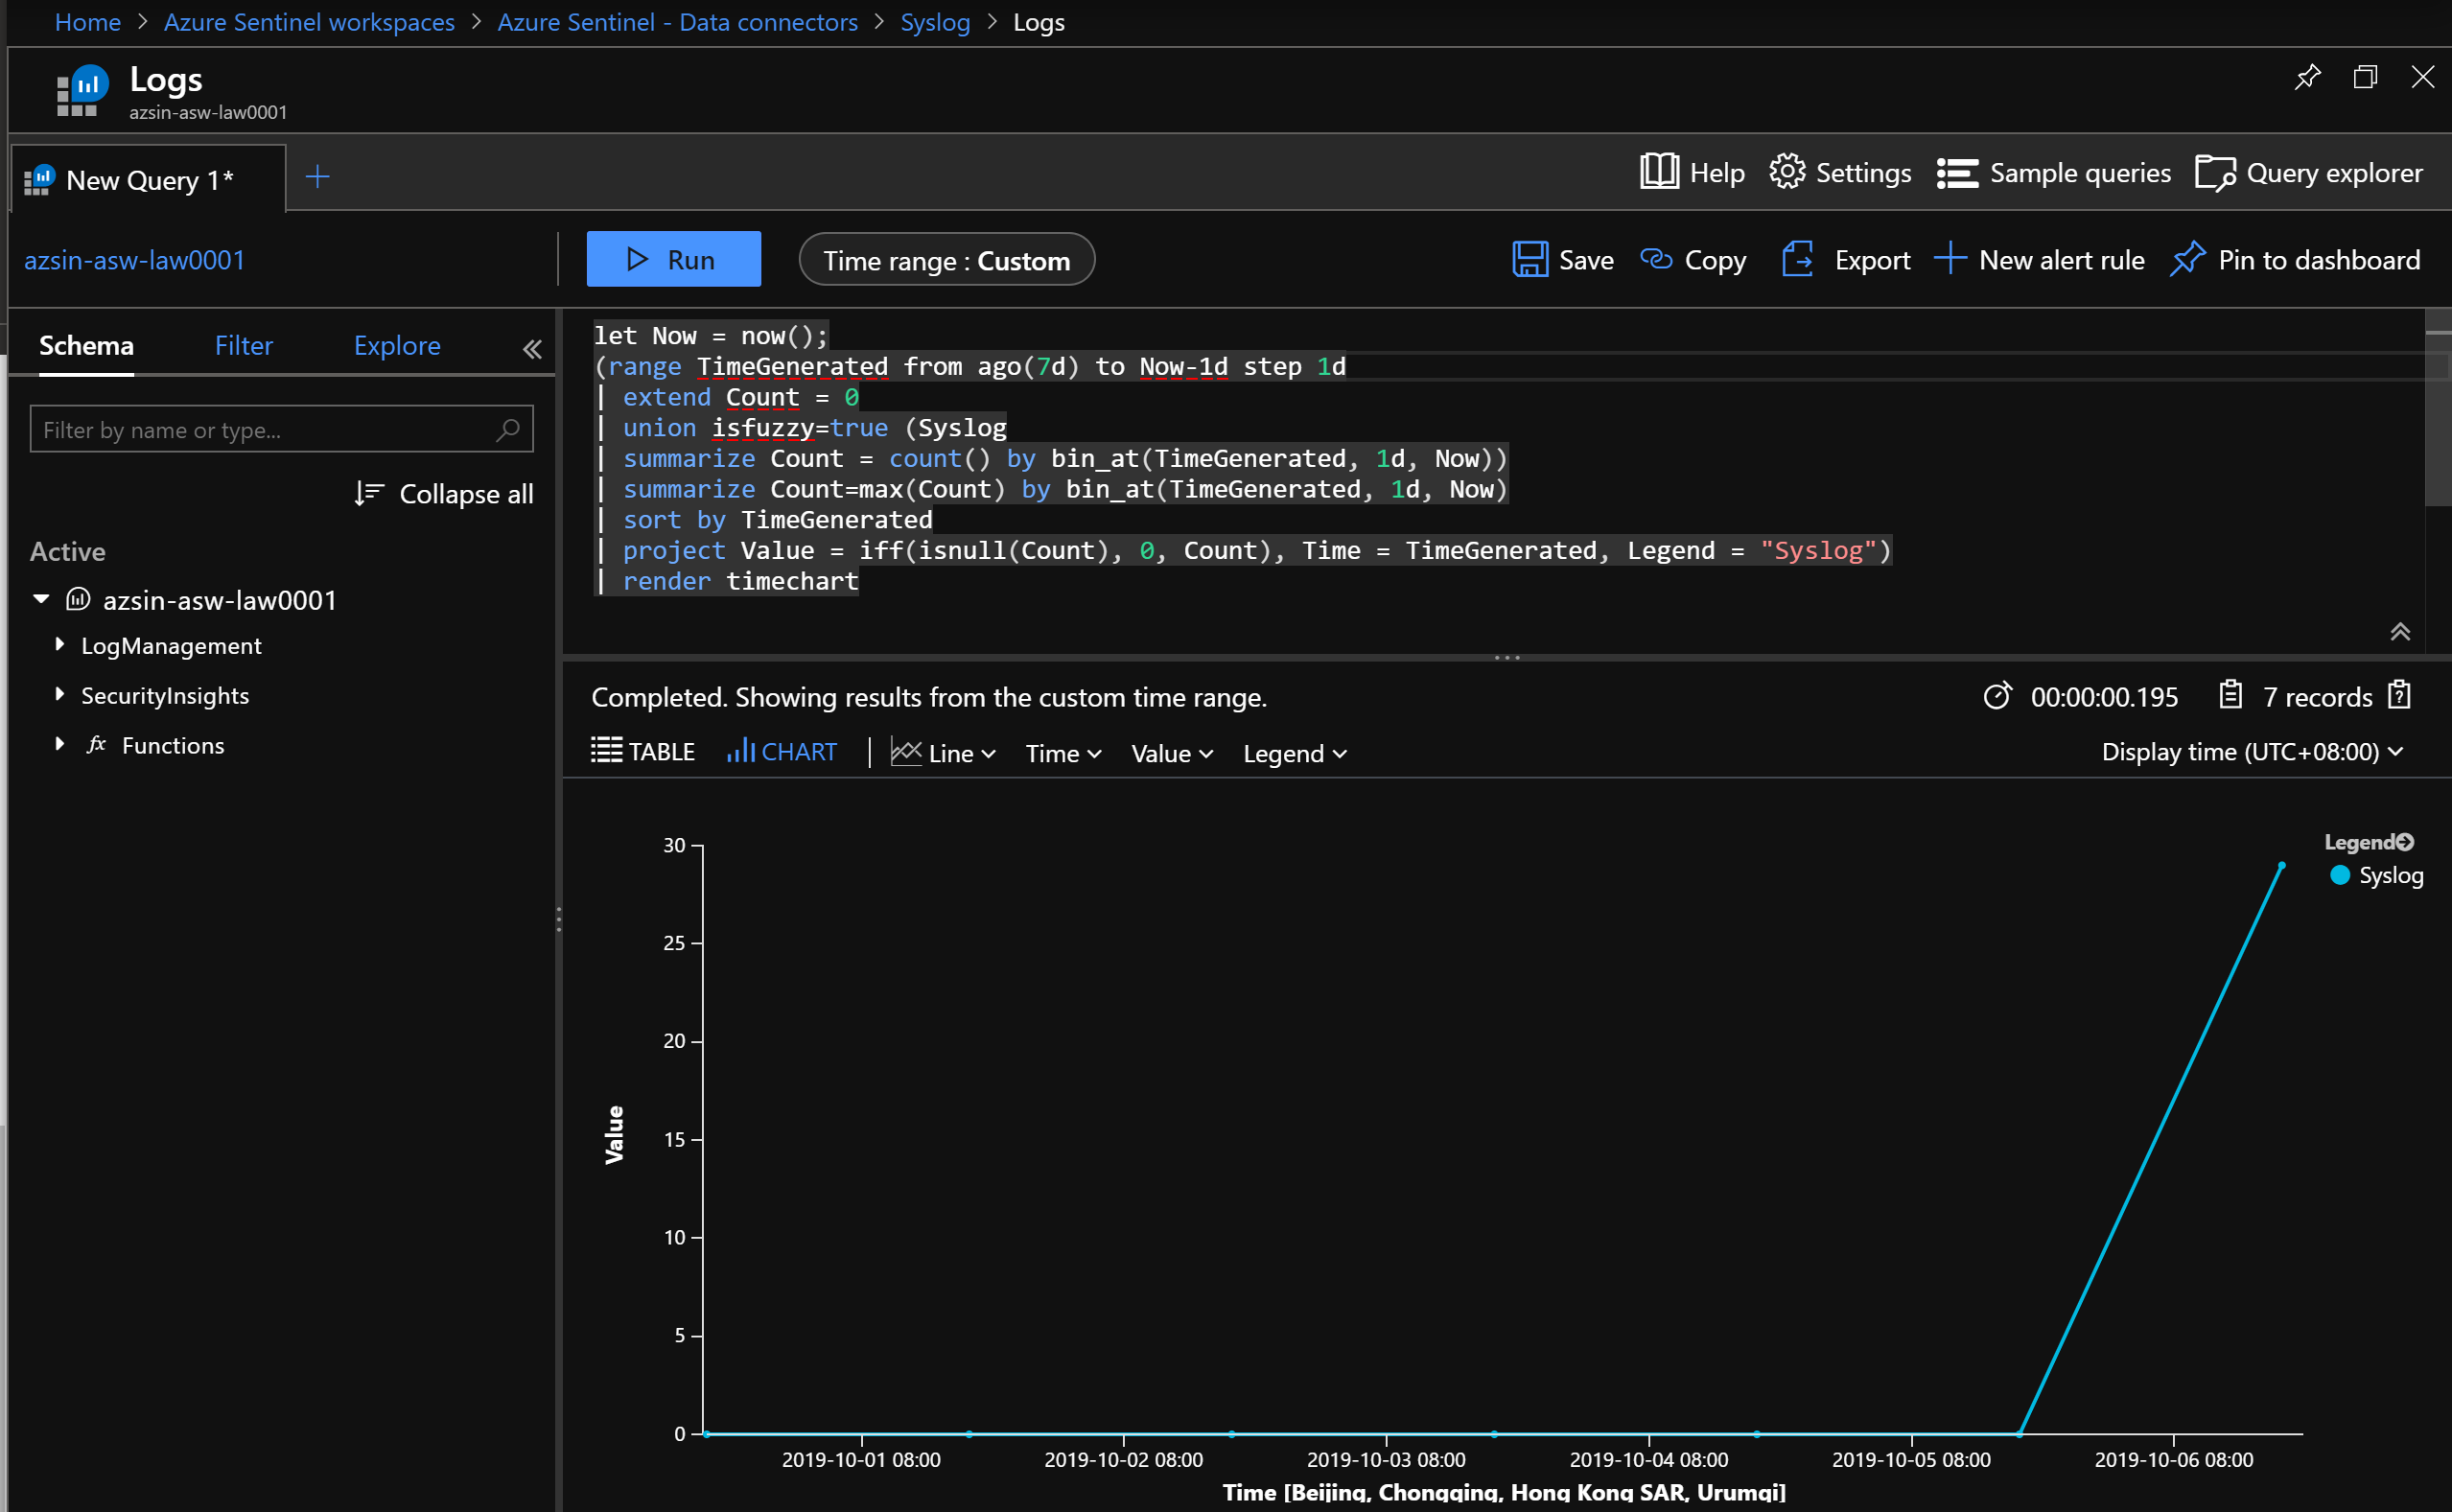 Home > Azure Sentinel workspaces > Azure Sentinel - Data connectors > Syslog > Logs
Logs
azsin-asw-law0001
New Query 1*
Help Settings Sample queries Query explorer
azsin-asw-law0001
Run
Time range : Custom
Save Copy Export New alert rule Pin to dashboard
Schema Filter Explore
Filter by name or type...
Collapse all
Active
azsin-asw-law0001
LogManagement
SecurityInsights
fx Functions
let Now = now();
(range TimeGenerated from ago(7d) to Now-1d step 1d
| extend Count = 0
| union isfuzzy=true (Syslog
| summarize Count = count() by bin_at(TimeGenerated, 1d, Now))
| summarize Count=max(Count) by bin_at(TimeGenerated, 1d, Now)
| sort by TimeGenerated
| project Value = iff(isnull(Count), 0, Count), Time = TimeGenerated, Legend = "Syslog")
| render timechart
Completed. Showing results from the custom time range.
00:00:00.195 7 records
TABLE CHART | Line Time Value Legend
Display time (UTC+08:00)
Legend
Syslog
30
25
20
15
10
5
0
Value
2019-10-01 08:00 2019-10-02 08:00 2019-10-03 08:00 2019-10-04 08:00 2019-10-05 08:00 2019-10-06 08:00
Time [Beijing, Chongqing, Hong Kong SAR, Urumqi]